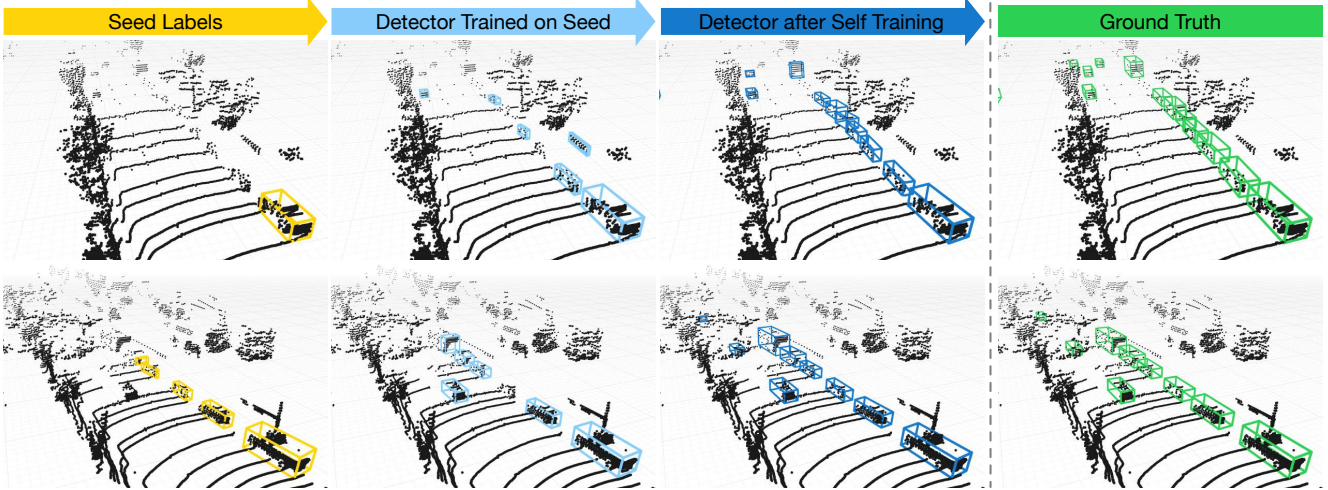 Seed Labels
Detector Trained on Seed
Detector after Self Training
Ground Truth